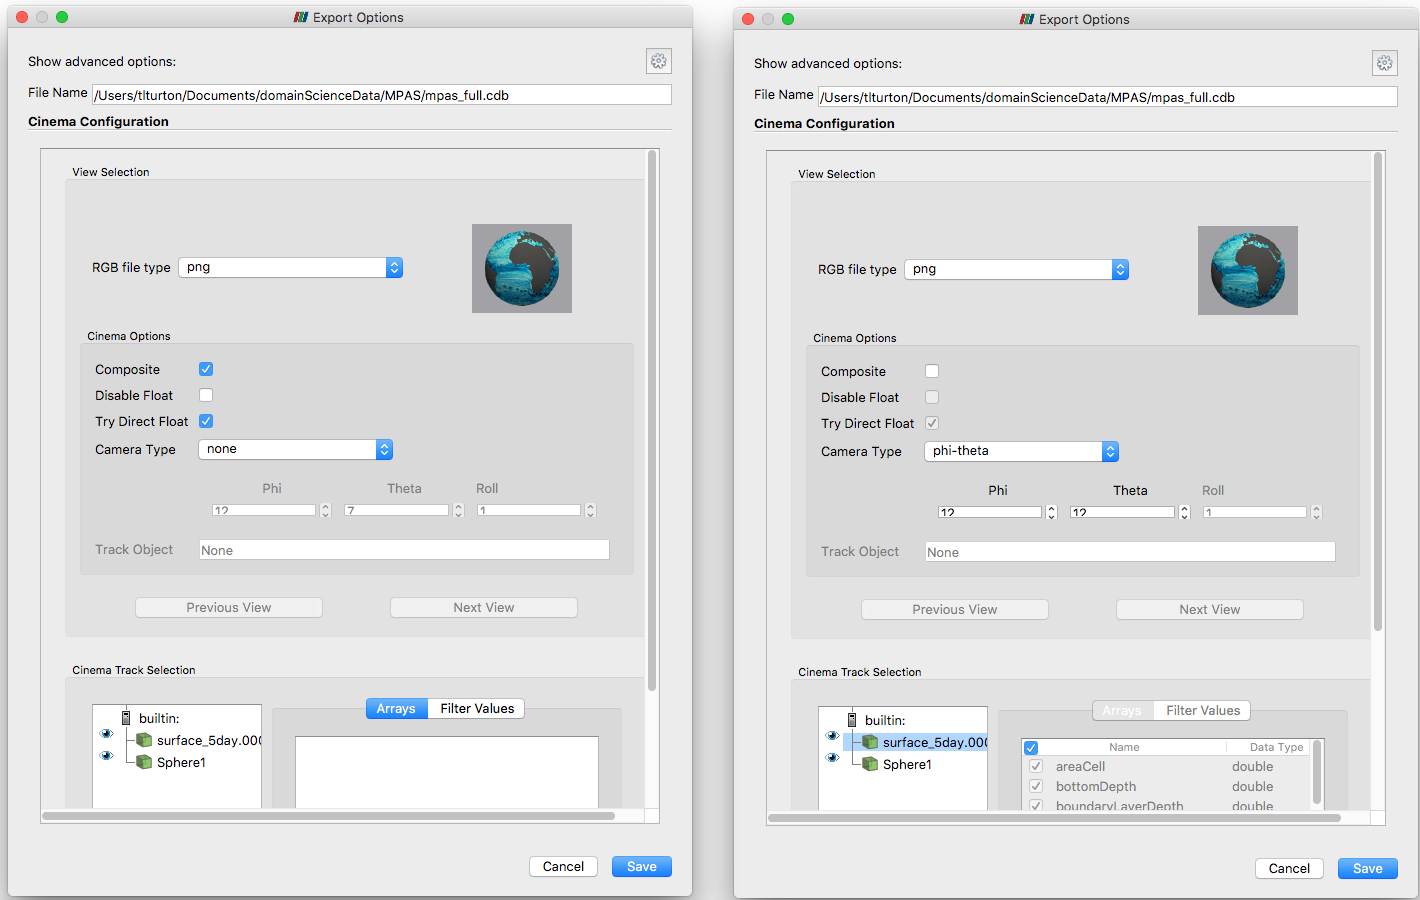 Export Options
Show advanced options:
File Name /Users/tlturton/Documents/domainScienceData/MPAS/mpas_full.cdb
Cinema Configuration
View Selection
RGB file type png
Cinema Options
Composite
Disable Float
Try Direct Float
Camera Type none
Phi Theta Roll
12 7 1
Track Object None
Previous View Next View
Cinema Track Selection
Arrays Filter Values
builtin:
surface_5day.000
Sphere1
Cancel Save
Export Options
Show advanced options:
File Name /Users/tlturton/Documents/domainScienceData/MPAS/mpas_full.cdb
Cinema Configuration
View Selection
RGB file type png
Cinema Options
Composite
Disable Float
Try Direct Float
Camera Type phi-theta
Phi Theta Roll
12 12 1
Track Object None
Previous View Next View
Cinema Track Selection
Arrays Filter Values
builtin:
surface_5day.000
Sphere1
Name Data Type
areaCell double
bottomDepth double
boundaryLayerDepth double
Cancel Save